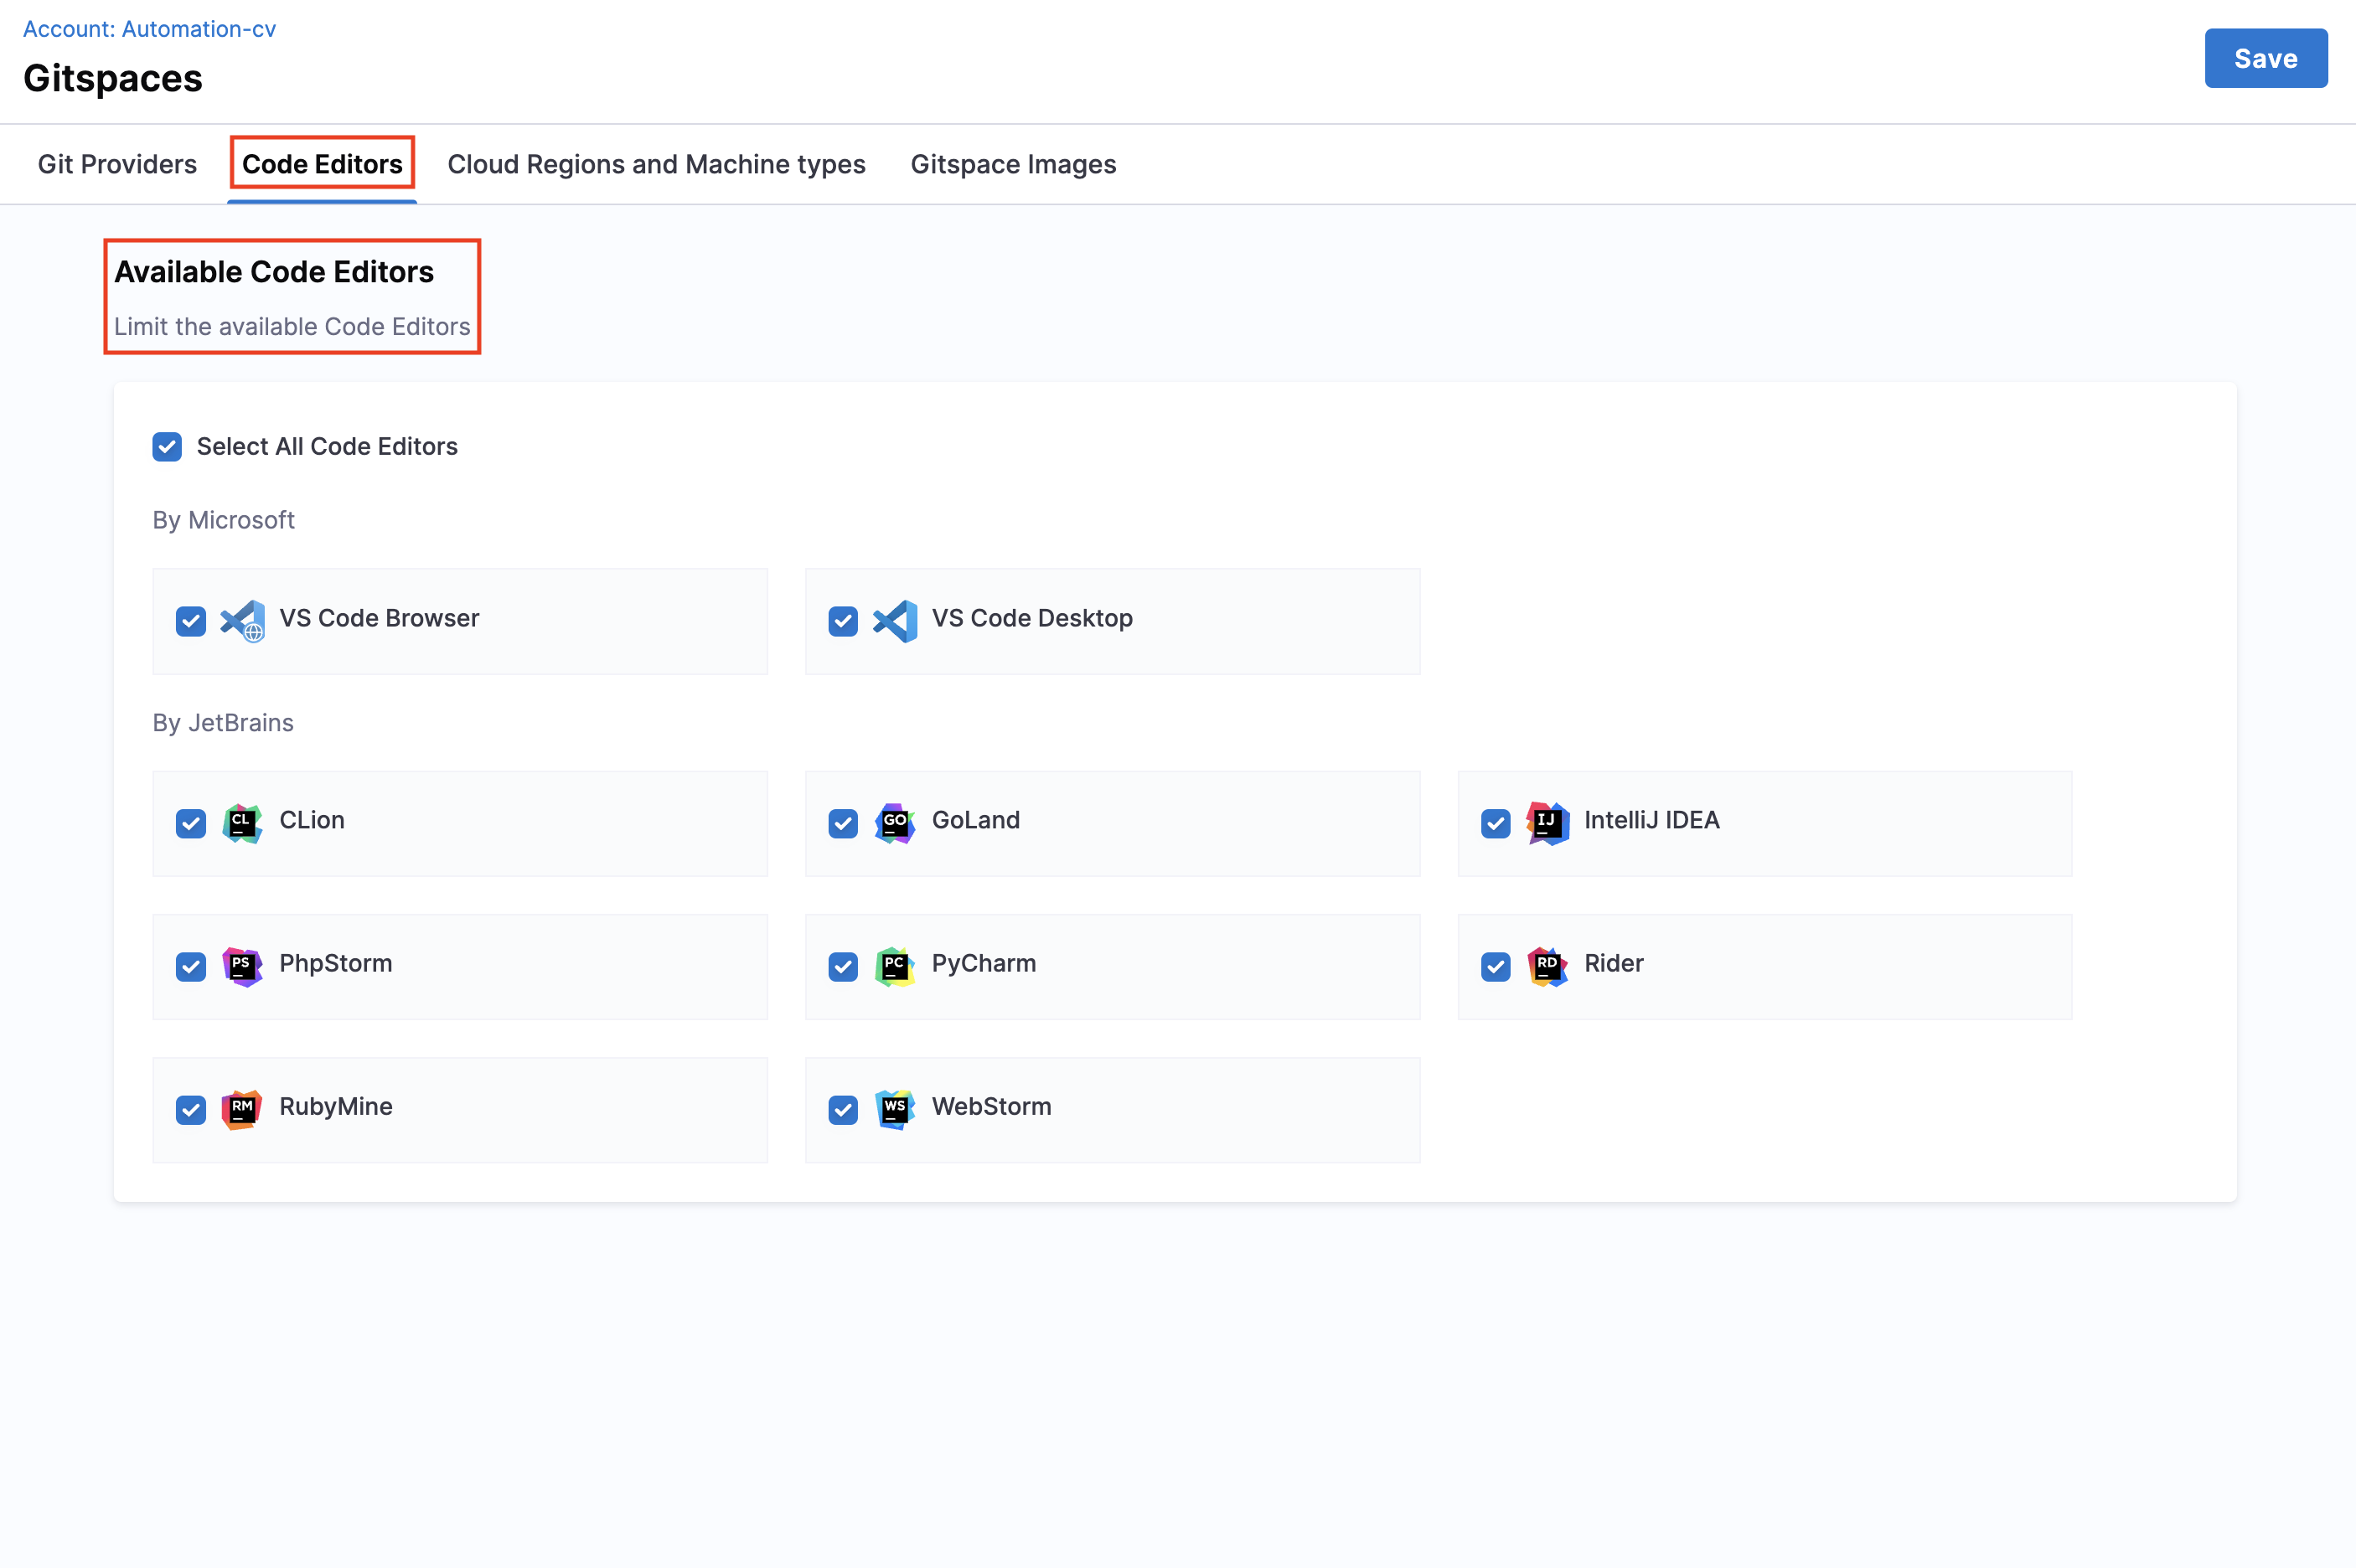 Account: Automation-cv
Gitspaces
Save
Git Providers
Code Editors
Cloud Regions and Machine types
Gitspace Images
Available Code Editors
Limit the available Code Editors
Select All Code Editors
By Microsoft
VS Code Browser
VS Code Desktop
By JetBrains
CL CLion
GO GoLand
IJ IntelliJ IDEA
PS PhpStorm
PC PyCharm
RD Rider
RM RubyMine
WS WebStorm